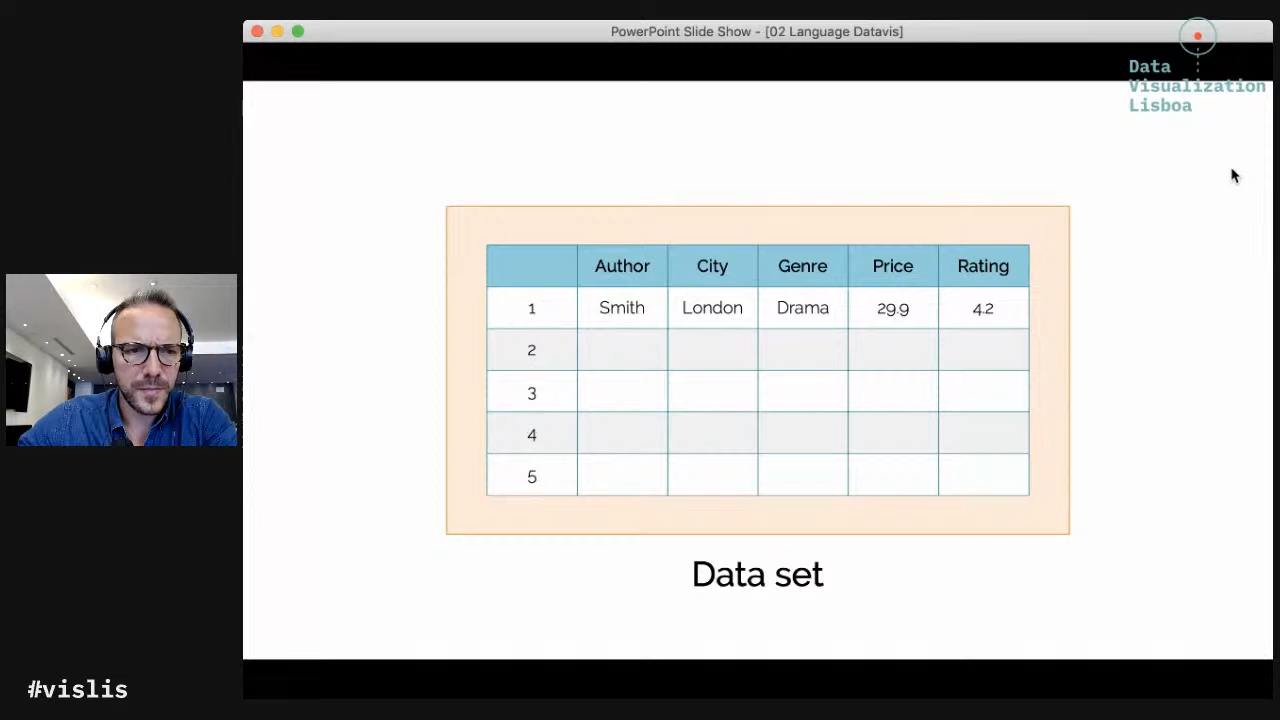 PowerPoint Slide Show - [02 Language Datavis]
Data
Visualization
Lisboa
Author City Genre Price Rating
1 Smith London Drama 29.9 4.2
2
3
4
5
Data set
#vislis